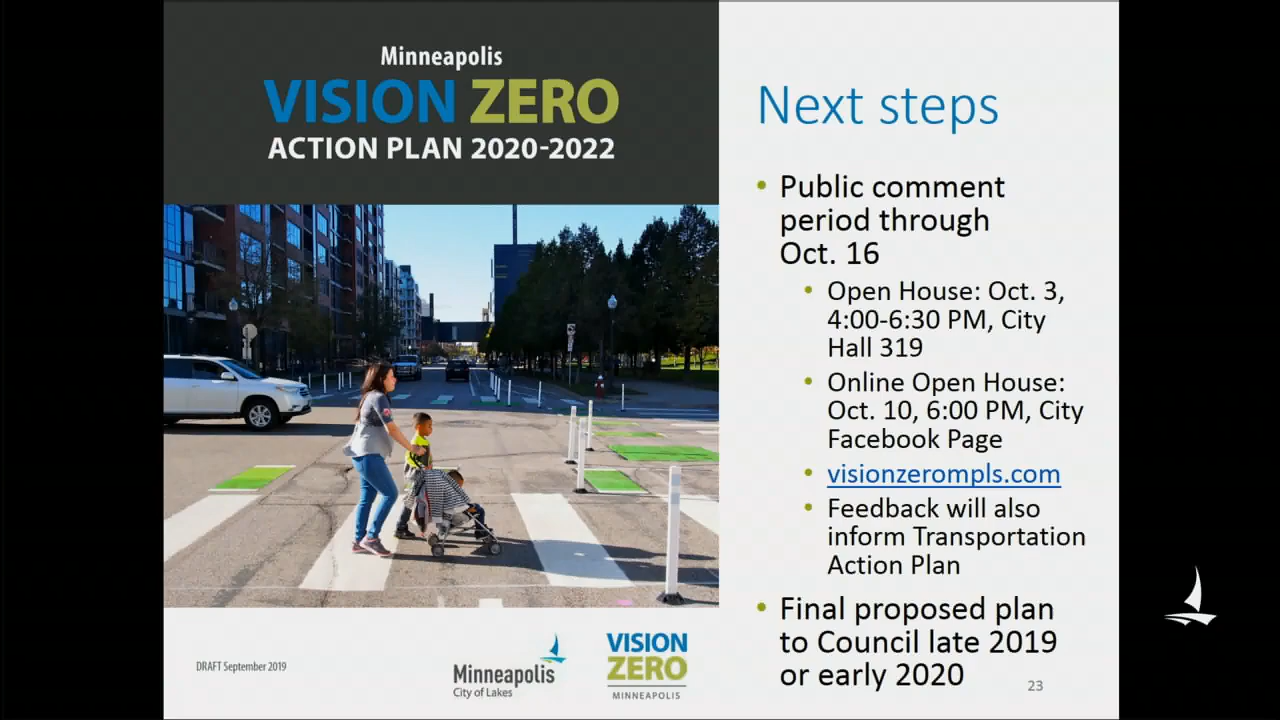 Minneapolis
VISION ZERO
ACTION PLAN 2020-2022
DRAFT September 2019
Minneapolis
City of Lakes
VISION
ZERO
MINNEAPOLIS
Next steps
• Public comment
period through
Oct. 16
• Open House: Oct. 3,
4:00-6:30 PM, City
Hall 319
• Online Open House:
Oct. 10, 6:00 PM, City
Facebook Page
• visionzerompls.com
• Feedback will also
inform Transportation
Action Plan
• Final proposed plan
to Council late 2019
or early 2020
23